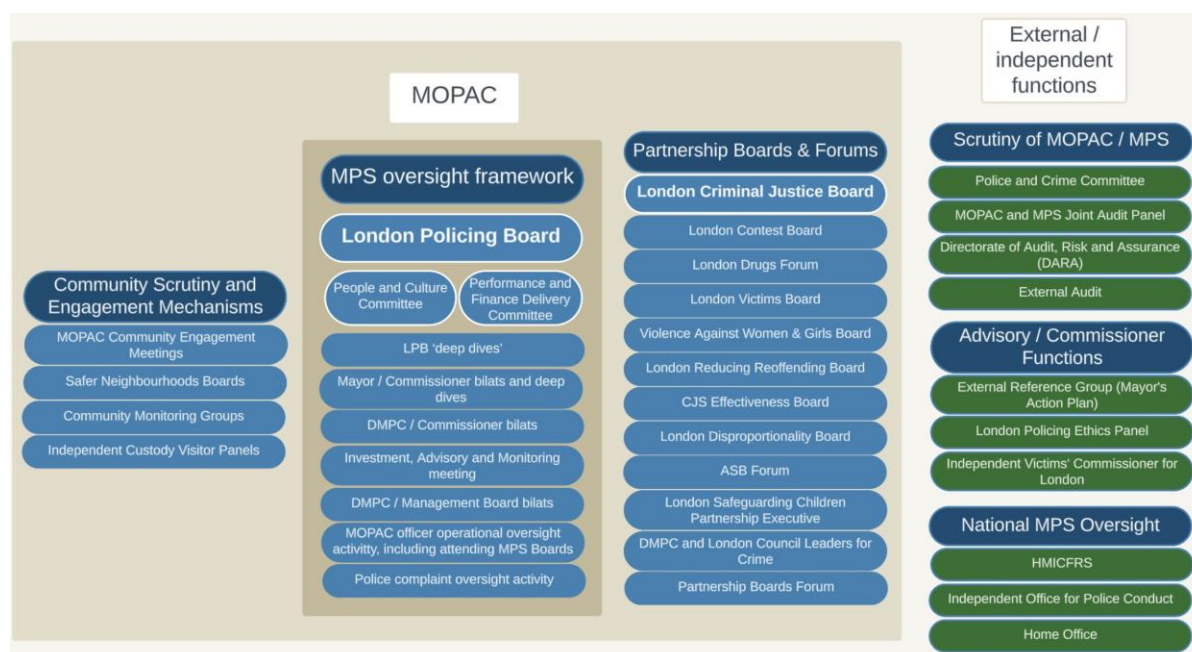 MOPAC
Community Scrutiny and
Engagement Mechanisms
MOPAC Community Engagement
Meetings
Safer Neighbourhoods Boards
Community Monitoring Groups
Independent Custody Visitor Panels
MPS oversight framework
London Policing Board
People and Culture
Committee
Performance and
Finance Delivery
Committee
LPB ‘deep dives’
Mayor / Commissioner bilats and deep
dives
DMPC / Commissioner bilats
Investment, Advisory and Monitoring
meeting
DMPC / Management Board bilats
MOPAC officer operational oversight
activitty, including attending MPS Boards
Police complaint oversight activity
Partnership Boards & Forums
London Criminal Justice Board
London Contest Board
London Drugs Forum
London Victims Board
Violence Against Women & Girls Board
London Reducing Reoffending Board
CJS Effectiveness Board
London Disproportionality Board
ASB Forum
London Safeguarding Children
Partnership Executive
DMPC and London Council Leaders for
Crime
Partnership Boards Forum
External /
independent
functions
Scrutiny of MOPAC / MPS
Police and Crime Committee
MOPAC and MPS Joint Audit Panel
Directorate of Audit, Risk and Assurance
(DARA)
External Audit
Advisory / Commissioner
Functions
External Reference Group (Mayor's
Action Plan)
London Policing Ethics Panel
Independent Victims' Commissioner for
London
National MPS Oversight
HMICFRS
Independent Office for Police Conduct
Home Office